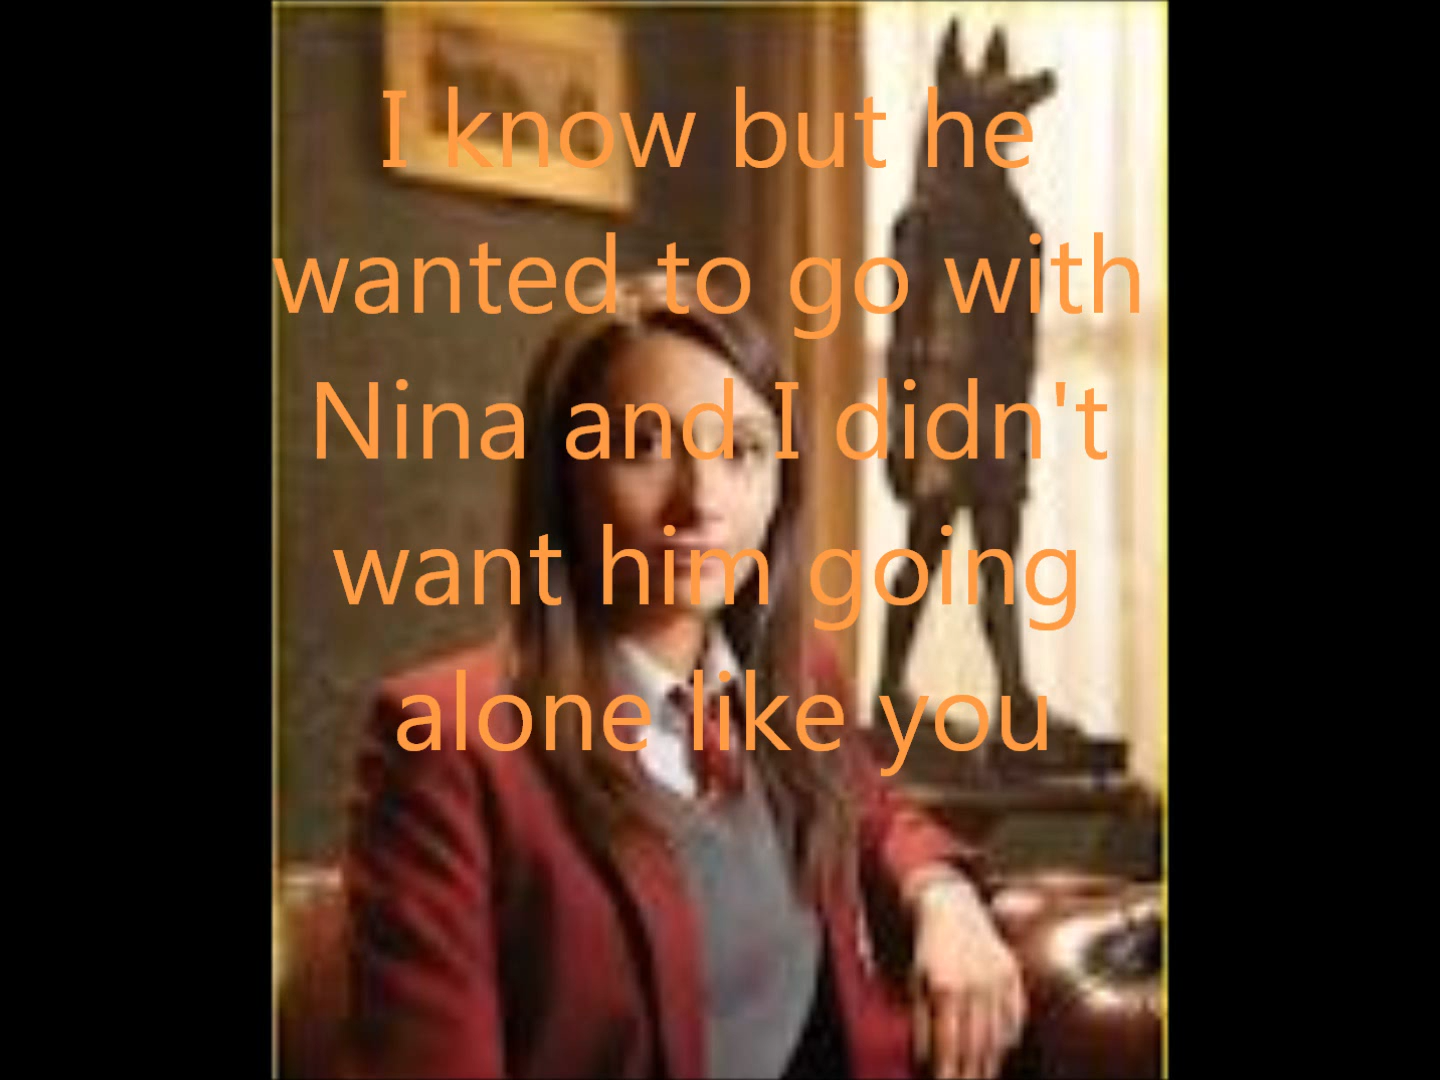 I know but he
wanted to go with
Nina and I didn't
want him going
alone like you